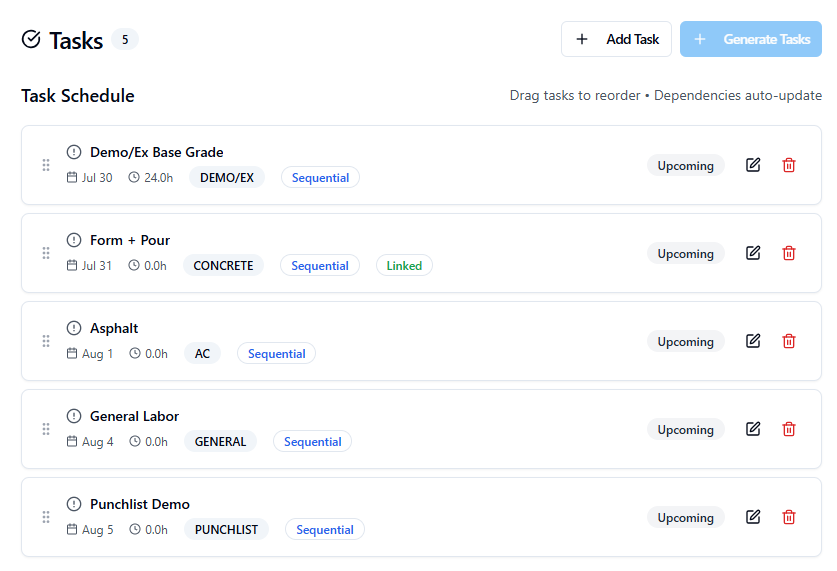 Tasks 5
Add Task
Generate Tasks
Task Schedule
Drag tasks to reorder • Dependencies auto-update
Demo/Ex Base Grade
Jul 30 24.0h DEMO/EX Sequential
Upcoming
Form + Pour
Jul 31 0.0h CONCRETE Sequential Linked
Upcoming
Asphalt
Aug 1 0.0h AC Sequential
Upcoming
General Labor
Aug 4 0.0h GENERAL Sequential
Upcoming
Punchlist Demo
Aug 5 0.0h PUNCHLIST Sequential
Upcoming